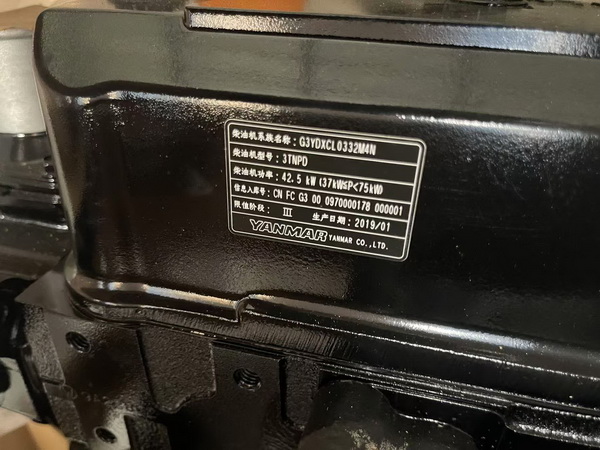 柴油机系族名称：G3YDXCL0332M4N
柴油机型号：3TNPD
柴油机功率：42.5 kW (37kW≤P<75kW)
信息入库号：CN FC G3 00 0970000178 000001
限值阶段： III 生产日期：2019/01
YANMAR YANMAR CO.,LTD.